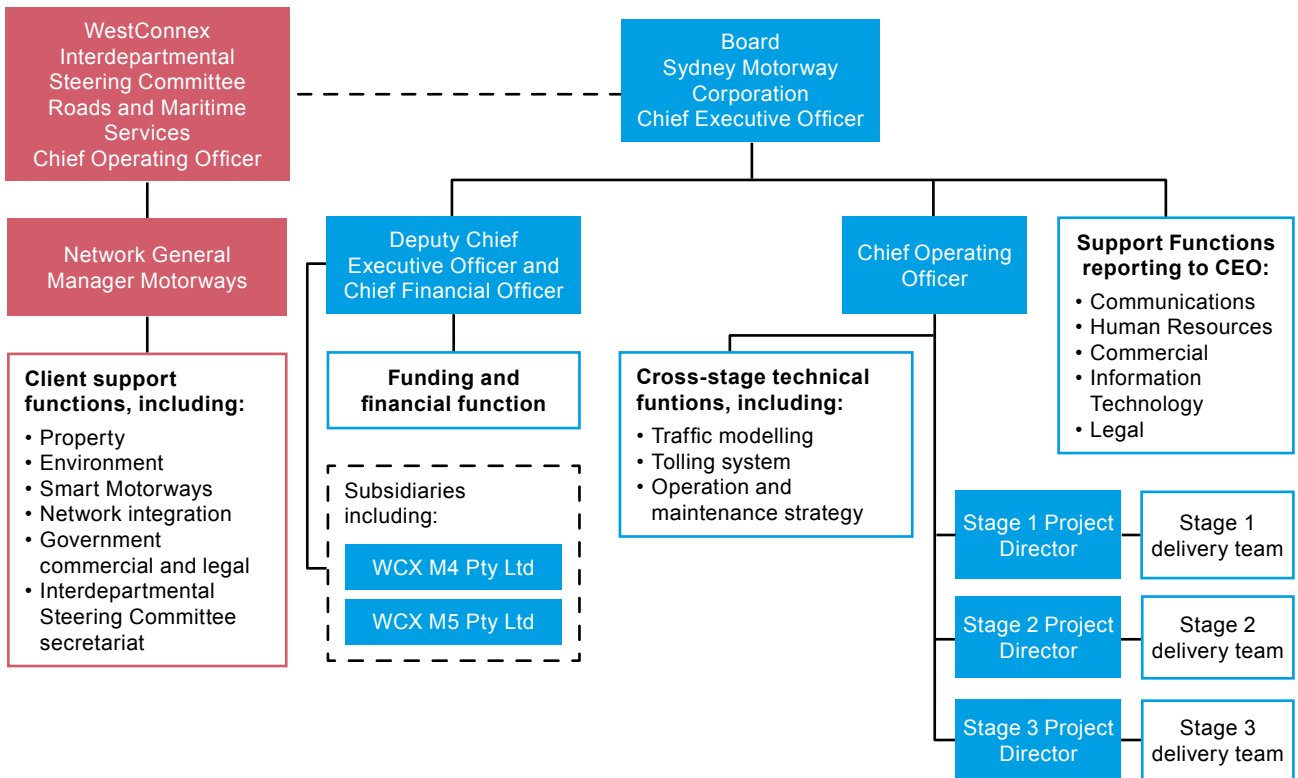 WestConnex
Interdepartmental
Steering Committee
Roads and Maritime
Services
Chief Operating Officer
Board
Sydney Motorway
Corporation
Chief Executive Officer
Network General
Manager Motorways
Deputy Chief
Executive Officer and
Chief Financial Officer
Chief Operating
Officer
Support Functions
reporting to CEO:
• Communications
• Human Resources
• Commercial
• Information
Technology
• Legal
Client support
functions, including:
• Property
• Environment
• Smart Motorways
• Network integration
• Government
commercial and legal
• Interdepartmental
Steering Committee
secretariat
Funding and
financial function
Subsidiaries
including:
WCX M4 Pty Ltd
WCX M5 Pty Ltd
Cross-stage technical
funtions, including:
• Traffic modelling
• Tolling system
• Operation and
maintenance strategy
Stage 1 Project
Director
Stage 1
delivery team
Stage 2 Project
Director
Stage 2
delivery team
Stage 3 Project
Director
Stage 3
delivery team